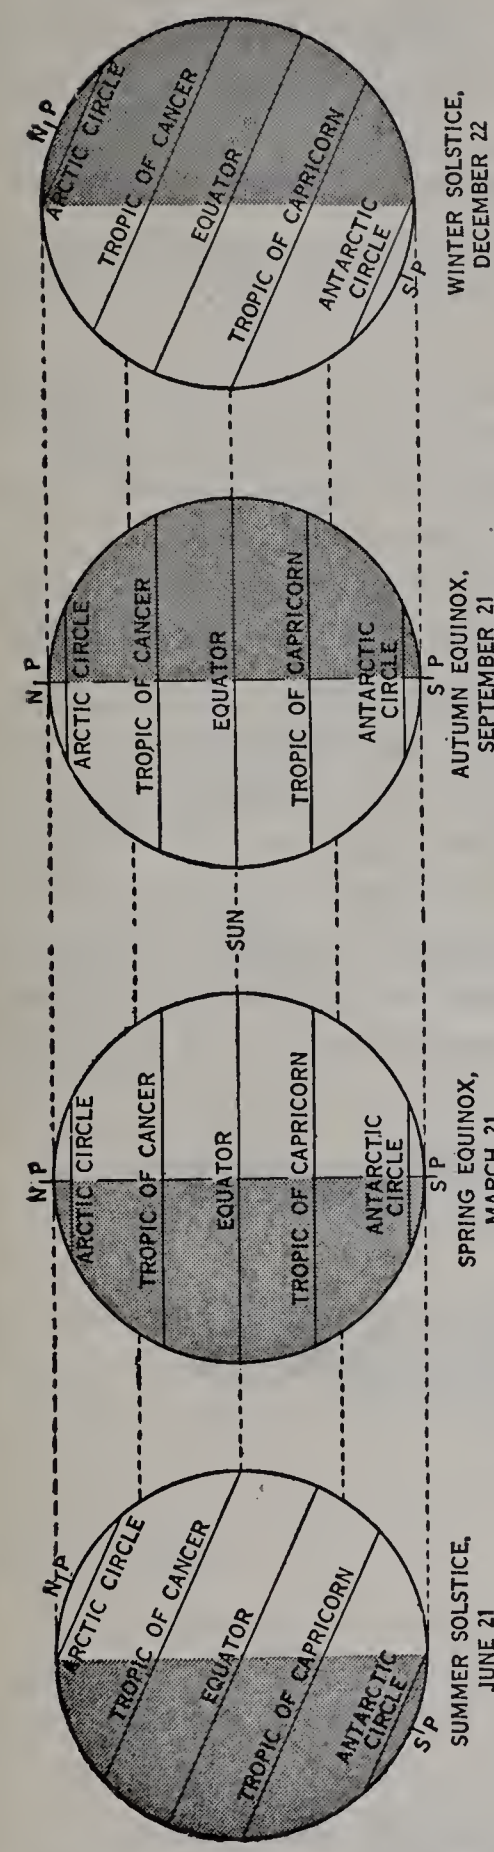 N P
ARCTIC CIRCLE
TROPIC OF CANCER
EQUATOR
TROPIC OF CAPRICORN
ANTARCTIC
CIRCLE
S P
SUMMER SOLSTICE,
JUNE 21
N P
ARCTIC CIRCLE
TROPIC OF CANCER
EQUATOR
TROPIC OF CAPRICORN
ANTARCTIC
CIRCLE
S P
SPRING EQUINOX,
MARCH 21
SUN
N P
ARCTIC CIRCLE
TROPIC OF CANCER
EQUATOR
TROPIC OF CAPRICORN
ANTARCTIC
CIRCLE
S P
AUTUMN EQUINOX,
SEPTEMBER 21
N P
ARCTIC CIRCLE
TROPIC OF CANCER
EQUATOR
TROPIC OF CAPRICORN
ANTARCTIC
CIRCLE
S P
WINTER SOLSTICE,
DECEMBER 22